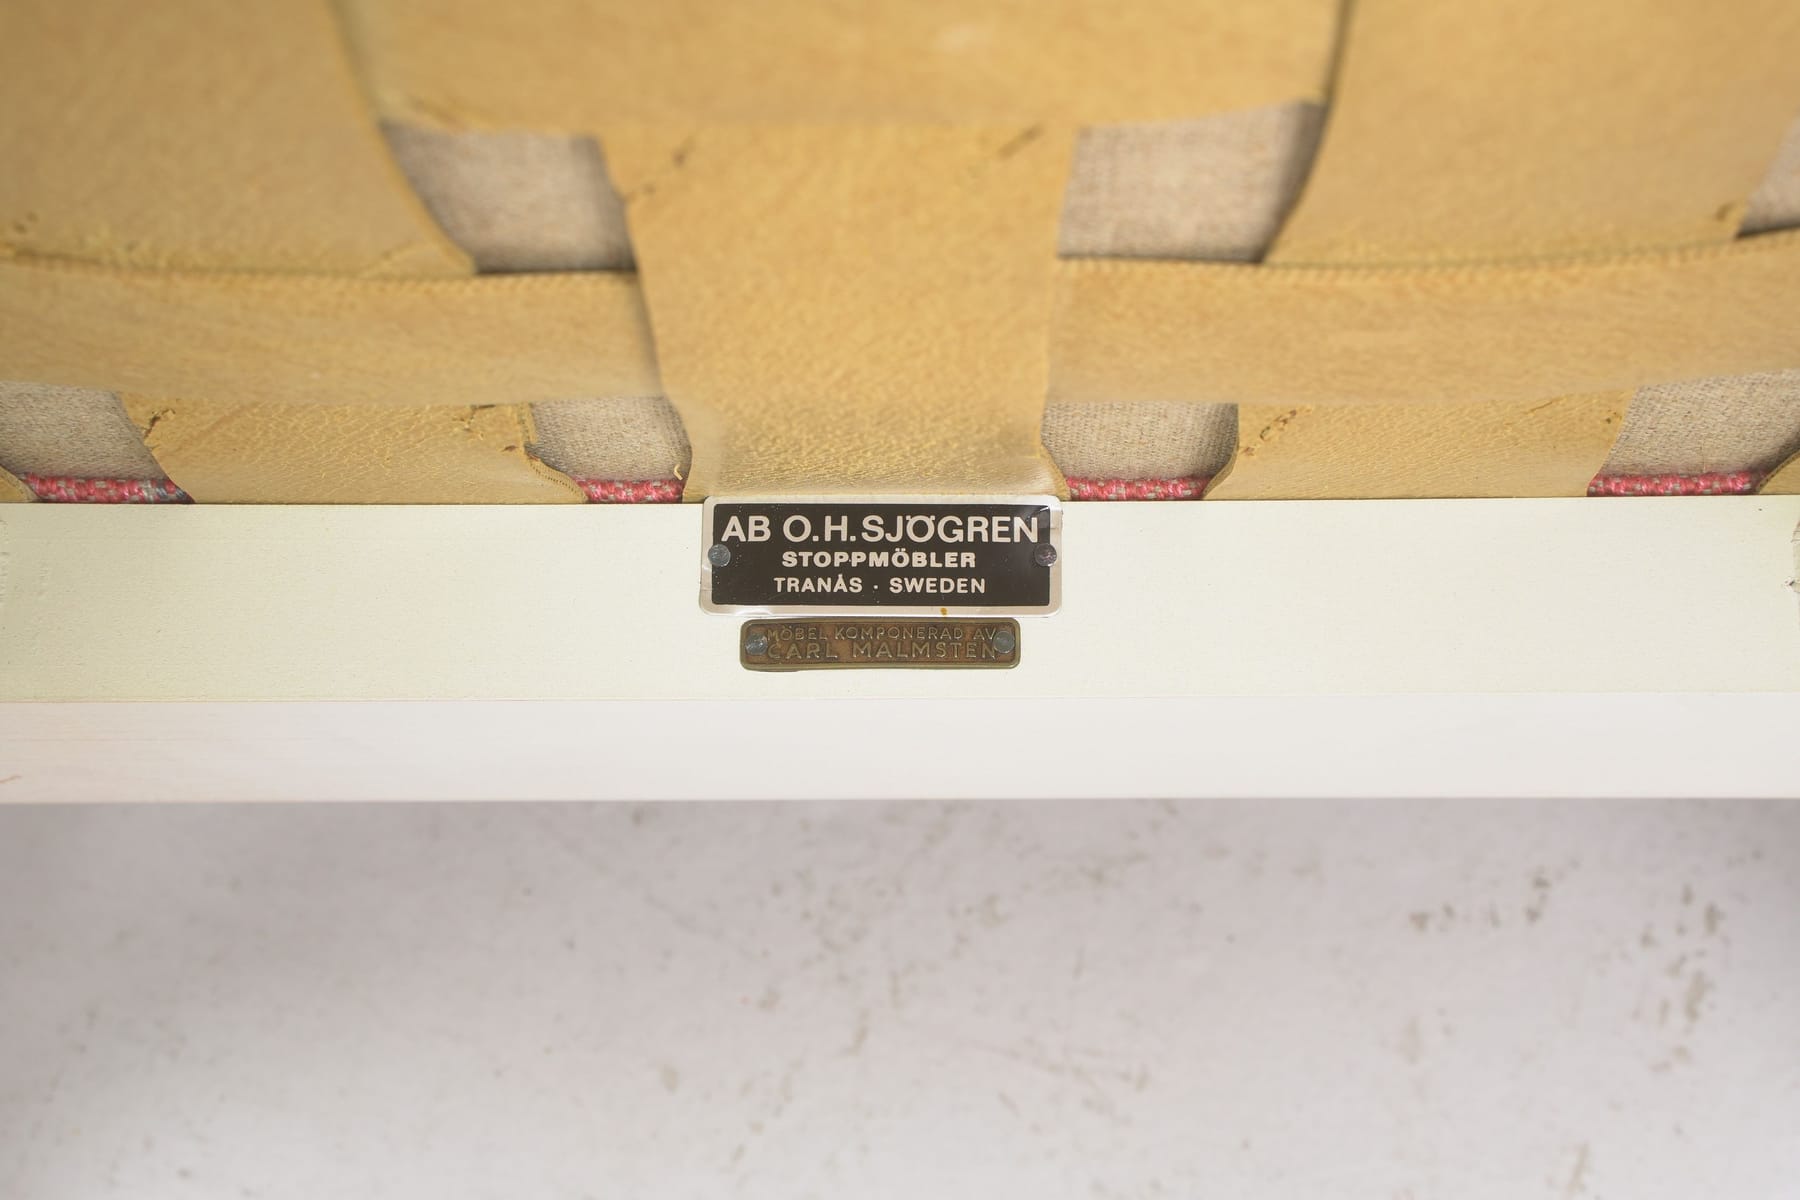 AB O.H. SJÖGREN
STOPPMÖBLER
TRANÅS · SWEDEN
MÖBEL KOMPONERAD AV
CARL MALMSTEN